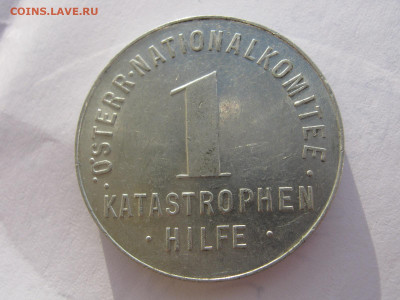 COINS.LAVE.RU
·ÖSTERR·NATIONALKOMITEE·
1
KATASTROPHEN
· HILFE ·